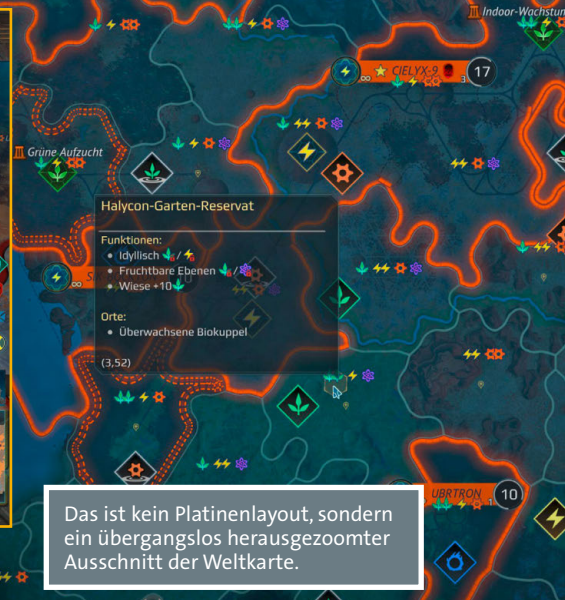 Indoor-Wachstum
CIELYX-9
17
∞
3
Grüne Aufzucht
Halycon-Garten-Reservat
Funktionen:
• Idyllisch /
• Fruchtbare Ebenen /
• Wiese +10
Orte:
• Überwachsene Biokuppel
(3,52)
∞
UBRTRON
10
Das ist kein Platinenlayout, sondern
ein übergangslos herausgezoomter
Ausschnitt der Weltkarte.